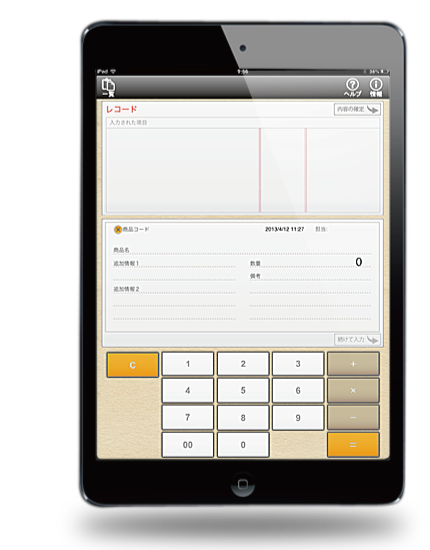 iPad 9:56 36%
一覧 ヘルプ 情報
レコード 内容の確定
入力された項目
商品コード 2013/4/12 11:27 担当:
商品名
追加情報1 数量 0
備考
追加情報2
続けて入力
C 1 2 3 +
4 5 6 ×
7 8 9 −
00 0 =